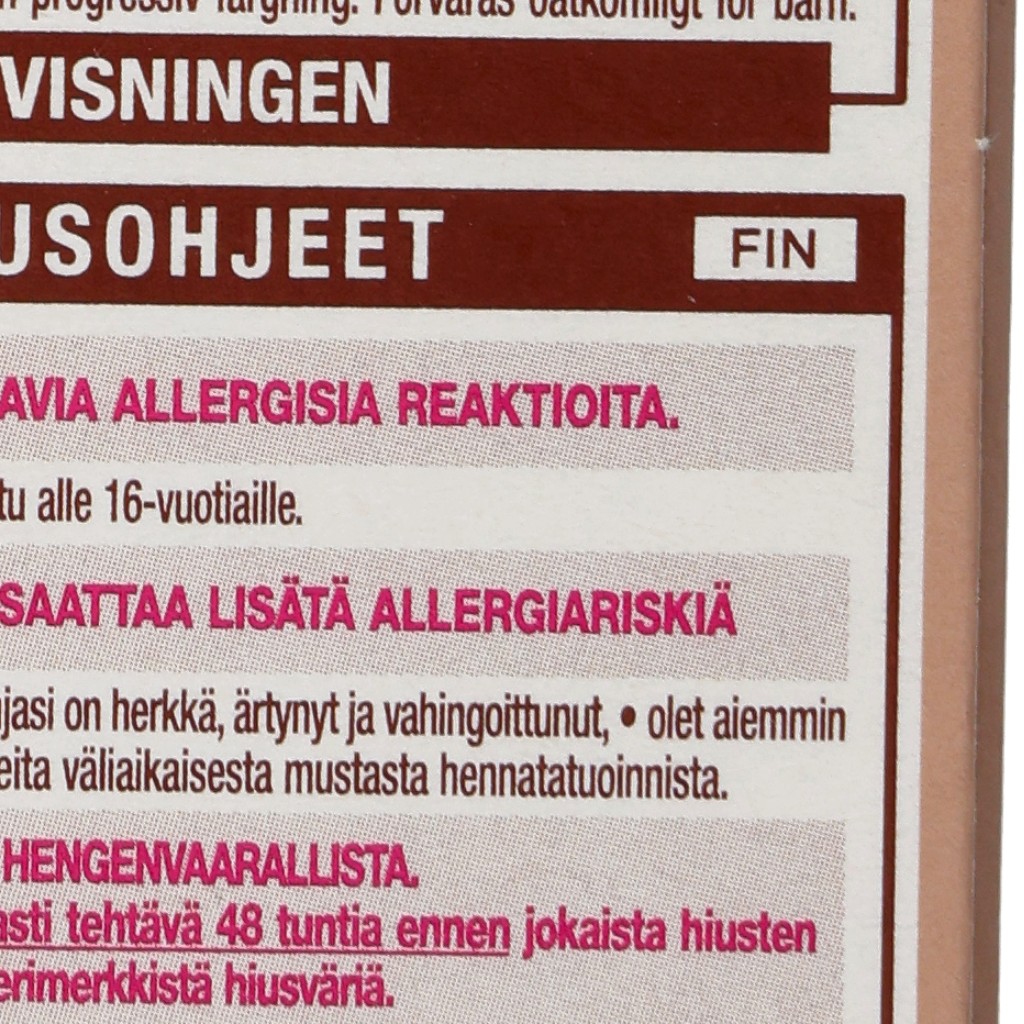 progressiv färgning. Förvaras oåtkomligt för barn.
VISNINGEN
USOHJEET FIN
AVIA ALLERGISIA REAKTIOITA.
tu alle 16-vuotiaille.
SAATTAA LISÄTÄ ALLERGIARISKIÄ
jasi on herkkä, ärtynyt ja vahingoittunut, • olet aiemmin
eita väliaikaisesta mustasta hennatatuoinnista.
HENGENVAARALLISTA.
asti tehtävä 48 tuntia ennen jokaista hiusten
erimerkkistä hiusväriä.